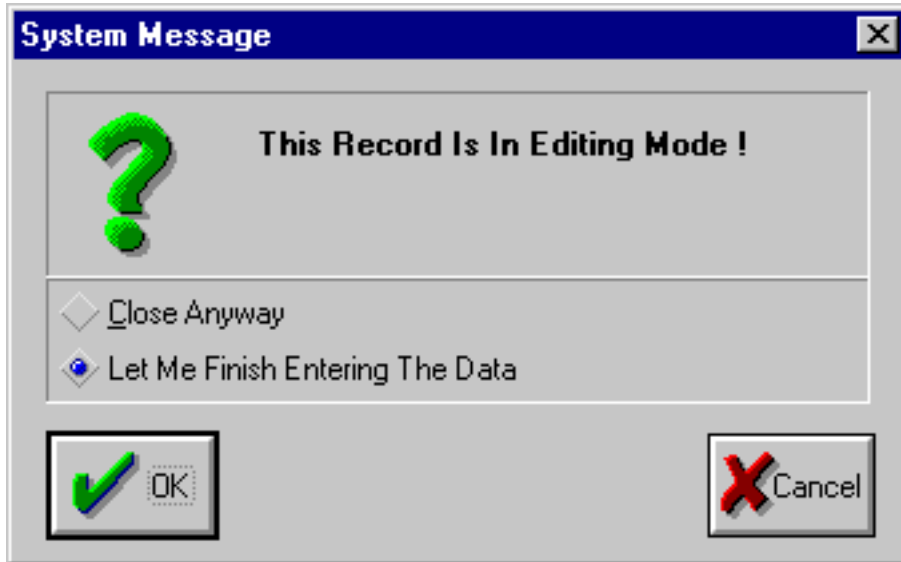 System Message
This Record Is In Editing Mode !
Close Anyway
Let Me Finish Entering The Data
OK
Cancel